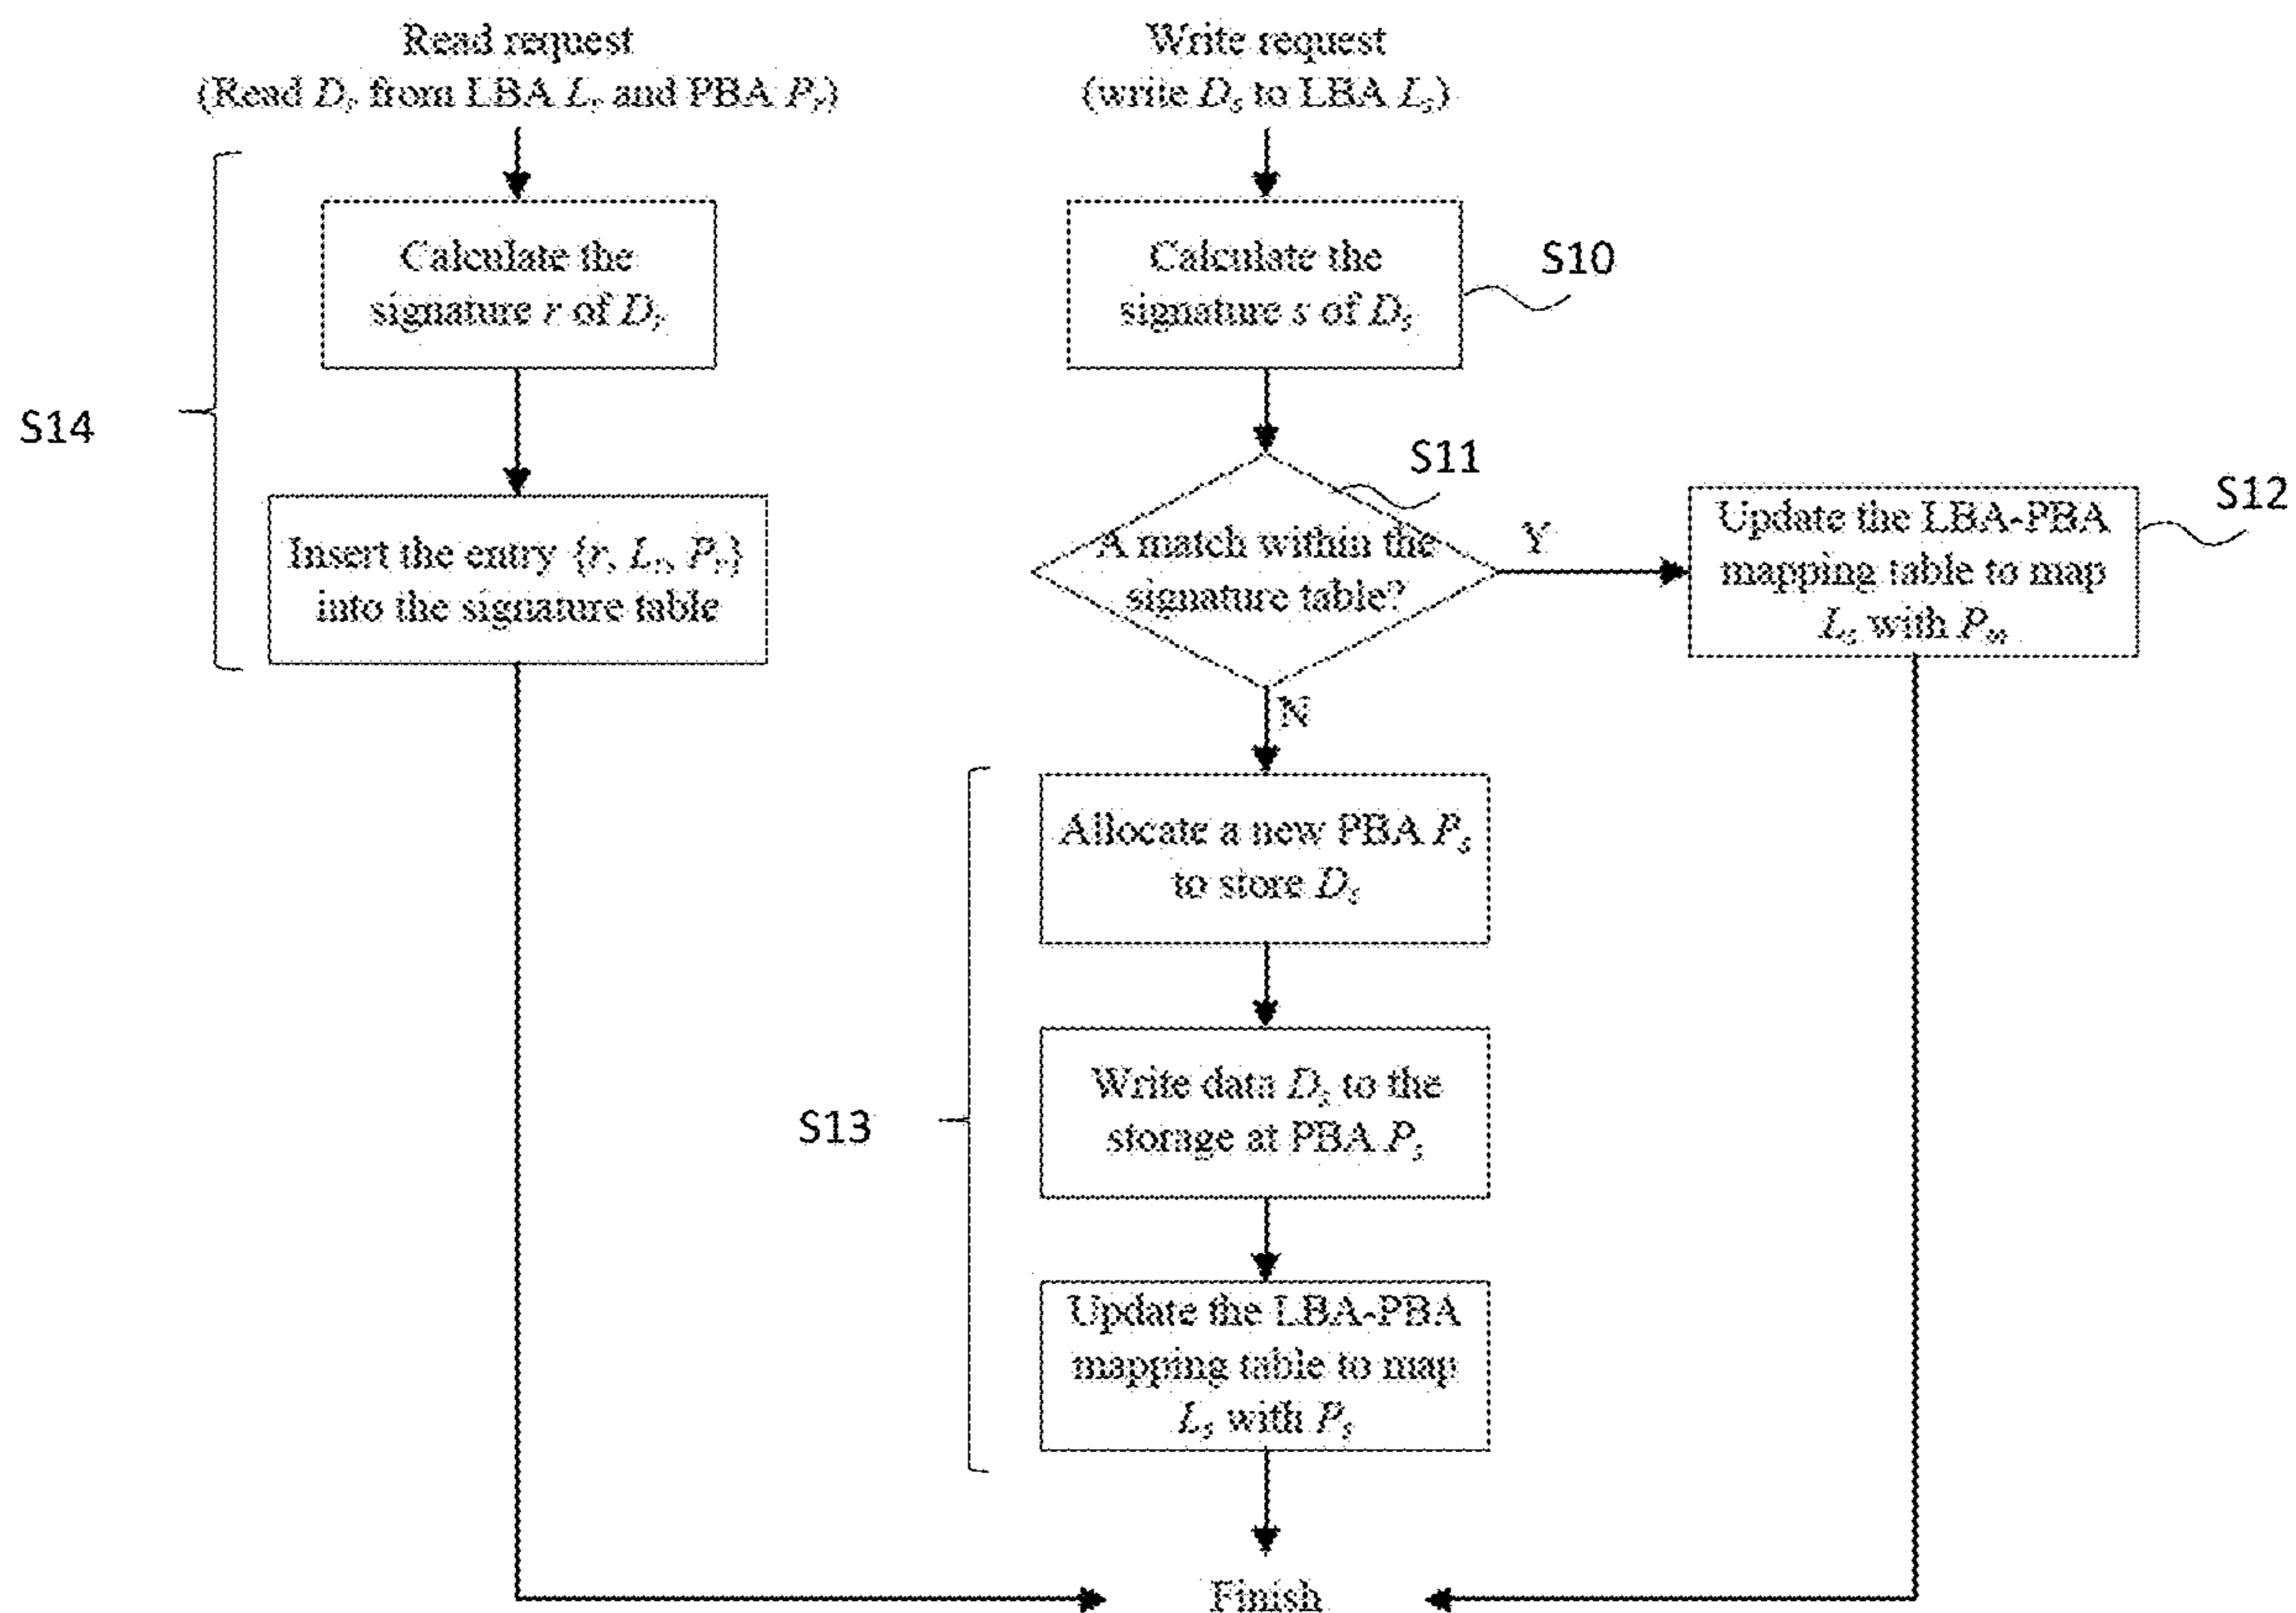 Read request
(Read Dr from LBA Lr and PBA Pr)
Calculate the
signature r of Dr
S14
Insert the entry {r, Lr, Pr}
into the signature table
Write request
(write Ds to LBA Ls)
Calculate the
signature s of Ds
S10
S11
A match within the
signature table?
Y
S12
Update the LBA-PBA
mapping table to map
Ls with Pm
N
Allocate a new PBA Ps
to store Ds
S13
Write data Ds to the
storage at PBA Ps
Update the LBA-PBA
mapping table to map
Ls with Ps
Finish